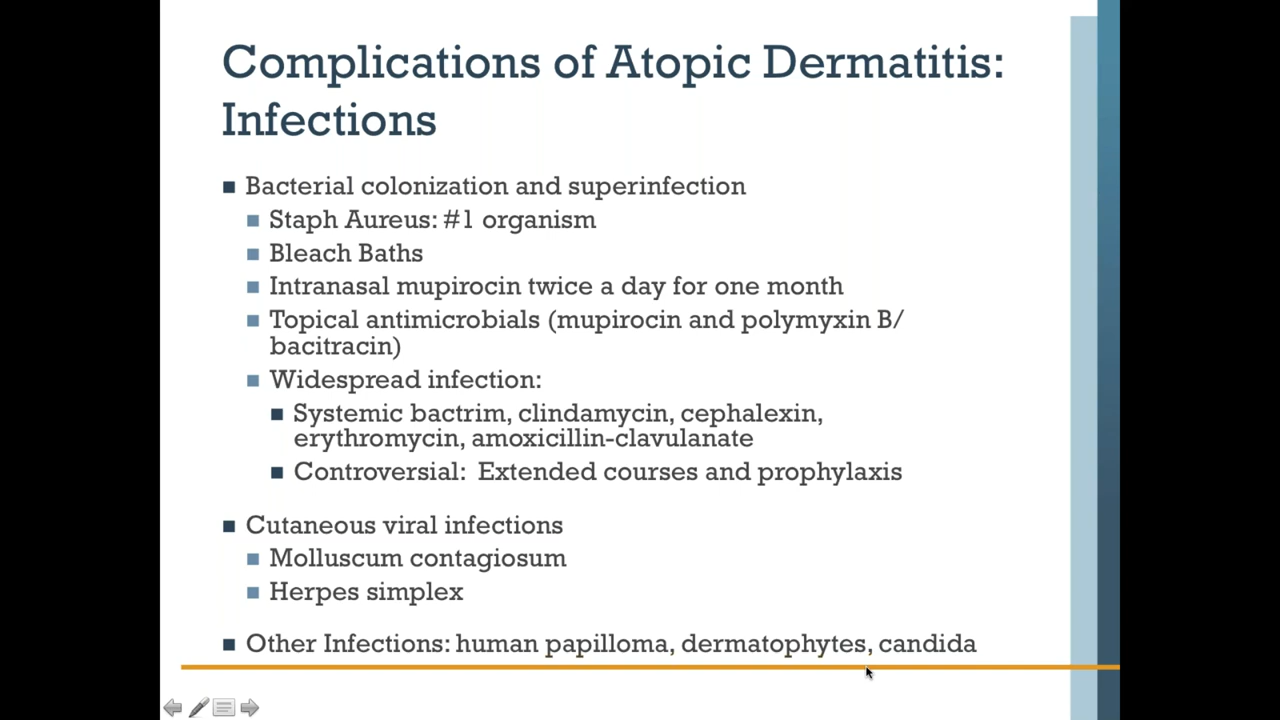 Complications of Atopic Dermatitis:
Infections
Bacterial colonization and superinfection
Staph Aureus: #1 organism
Bleach Baths
Intranasal mupirocin twice a day for one month
Topical antimicrobials (mupirocin and polymyxin B/
bacitracin)
Widespread infection:
Systemic bactrim, clindamycin, cephalexin,
erythromycin, amoxicillin-clavulanate
Controversial: Extended courses and prophylaxis
Cutaneous viral infections
Molluscum contagiosum
Herpes simplex
Other Infections: human papilloma, dermatophytes, candida